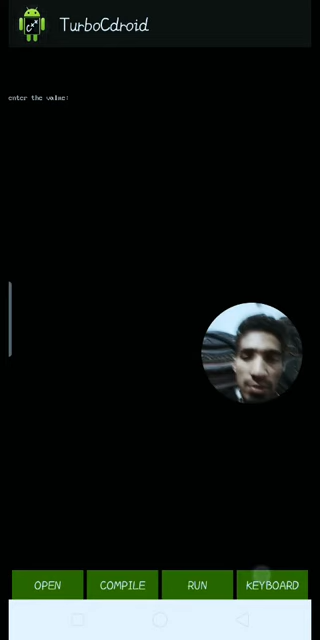 TurboCdroid
enter the value:
OPEN
COMPILE
RUN
KEYBOARD